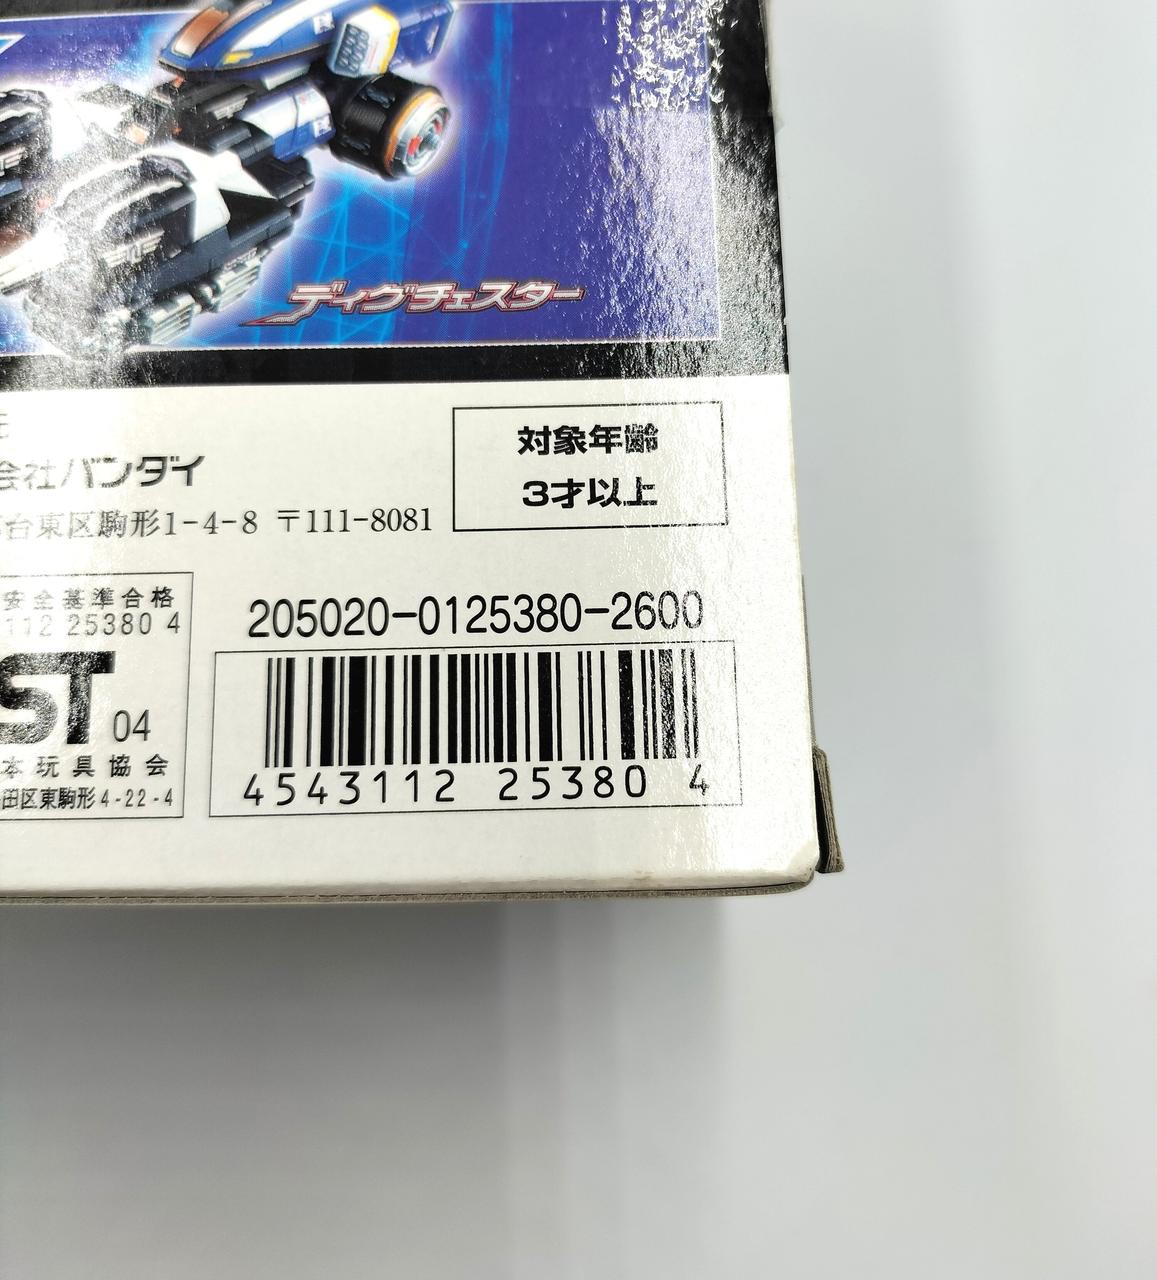 ディグチェスター
会社バンダイ
台東区駒形1-4-8 〒111-8081
対象年齢
3才以上
安全基準合格
112 25380 4
ST 04
本玩具協会
田区東駒形4-22-4
205020-0125380-2600
4543112 25380 4